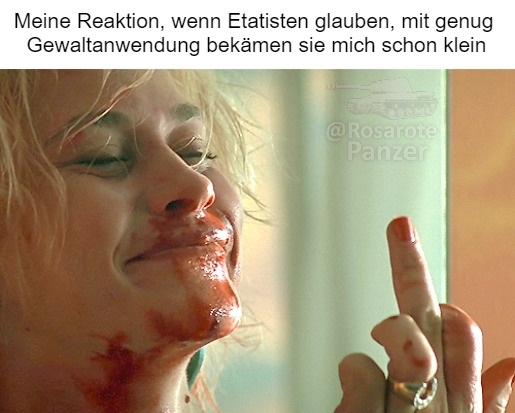 Meine Reaktion, wenn Etatisten glauben, mit genug
Gewaltanwendung bekämen sie mich schon klein
@Rosarote
Panzer